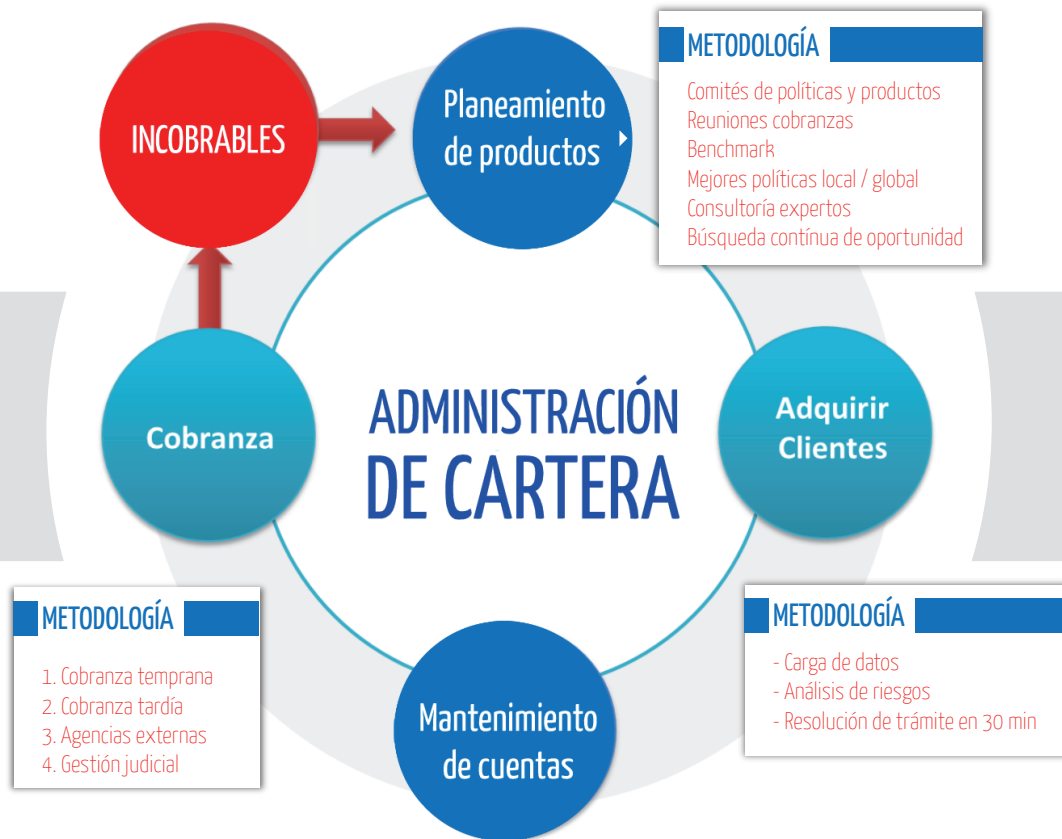 METODOLOGÍA
Comités de políticas y productos
Reuniones cobranzas
Benchmark
Mejores políticas local / global
Consultoría expertos
Búsqueda contínua de oportunidad
Planeamiento
de productos
INCOBRABLES
ADMINISTRACIÓN
DE CARTERA
Adquirir
Clientes
Cobranza
METODOLOGÍA
- Carga de datos
- Análisis de riesgos
- Resolución de trámite en 30 min
METODOLOGÍA
1. Cobranza temprana
2. Cobranza tardía
3. Agencias externas
4. Gestión judicial
Mantenimiento
de cuentas